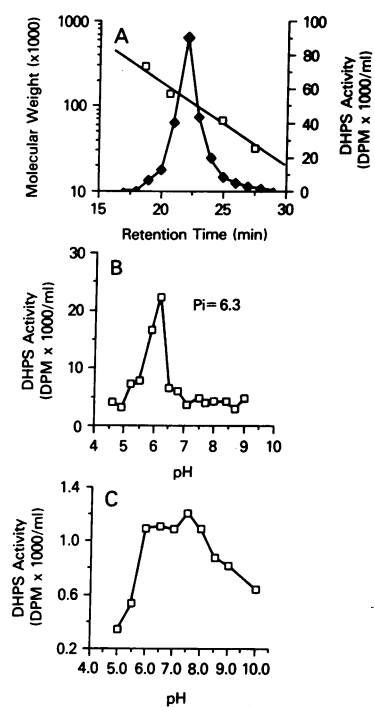 A
Molecular Weight (x1000)
1000
100
10
100
80
60
40
20
0
DHPS Activity
(DPM x 1000/ml)
15 20 25 30
Retention Time (min)
B
Pi=6.3
DHPS Activity
(DPM x 1000/ml)
30
20
10
0
4 5 6 7 8 9 10
pH
C
DHPS Activity
(DPM x 1000/ml)
1.4
1.0
0.6
0.2
4.0 5.0 6.0 7.0 8.0 9.0 10.0
pH